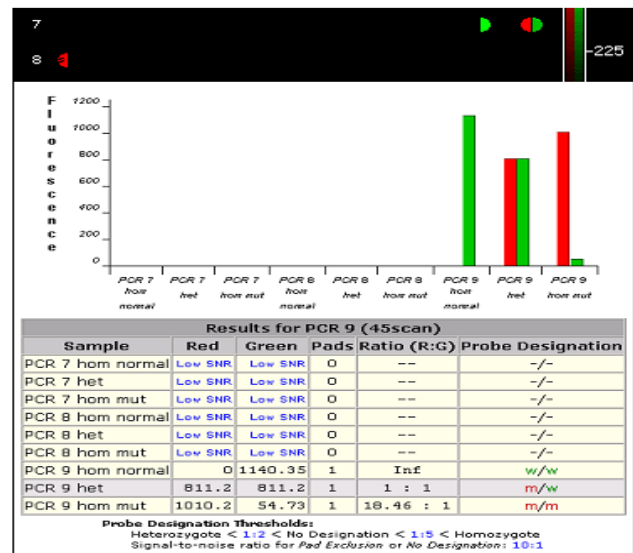 7
8
-225
Fluorescence
1200
1000
800
600
400
200
0
PCR 7 hom normal
PCR 7 het
PCR 7 hom mut
PCR 8 hom normal
PCR 8 het
PCR 8 hom mut
PCR 9 hom normal
PCR 9 het
PCR 9 hom mut
Results for PCR 9 (45scan)
Sample Red Green Pads Ratio (R:G) Probe Designation
PCR 7 hom normal Low SNR Low SNR 0 -- -/-
PCR 7 het Low SNR Low SNR 0 -- -/-
PCR 7 hom mut Low SNR Low SNR 0 -- -/-
PCR 8 hom normal Low SNR Low SNR 0 -- -/-
PCR 8 het Low SNR Low SNR 0 -- -/-
PCR 8 hom mut Low SNR Low SNR 0 -- -/-
PCR 9 hom normal 0 1140.35 1 Inf w/w
PCR 9 het 811.2 811.2 1 1 : 1 m/w
PCR 9 hom mut 1010.2 54.73 1 18.46 : 1 m/m
Probe Designation Thresholds:
Heterozygote < 1:2 < No Designation < 1:5 < Homozygote
Signal-to-noise ratio for Pad Exclusion or No Designation: 10:1